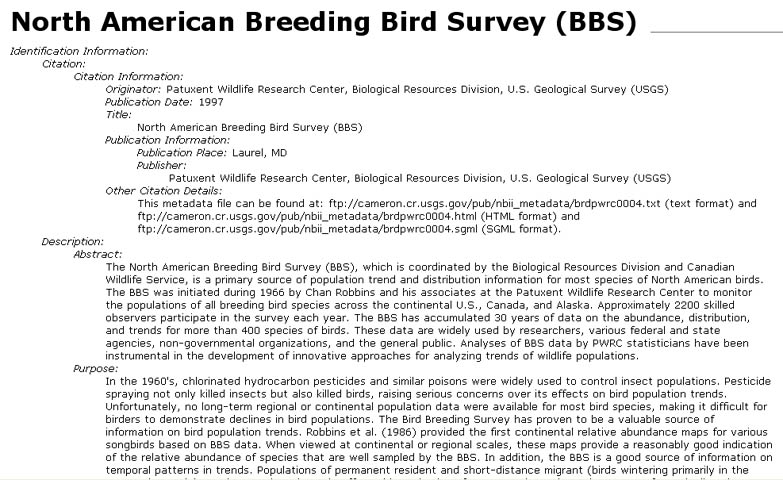 North American Breeding Bird Survey (BBS)
Identification Information:
Citation:
Citation Information:
Originator: Patuxent Wildlife Research Center, Biological Resources Division, U.S. Geological Survey (USGS)
Publication Date: 1997
Title:
North American Breeding Bird Survey (BBS)
Publication Information:
Publication Place: Laurel, MD
Publisher:
Patuxent Wildlife Research Center, Biological Resources Division, U.S. Geological Survey (USGS)
Other Citation Details:
This metadata file can be found at: ftp://cameron.cr.usgs.gov/pub/nbii_metadata/brdpwrc0004.txt (text format) and
ftp://cameron.cr.usgs.gov/pub/nbii_metadata/brdpwrc0004.html (HTML format) and
ftp://cameron.cr.usgs.gov/pub/nbii_metadata/brdpwrc0004.sgml (SGML format).
Description:
Abstract:
The North American Breeding Bird Survey (BBS), which is coordinated by the Biological Resources Division and Canadian
Wildlife Service, is a primary source of population trend and distribution information for most species of North American birds.
The BBS was initiated during 1966 by Chan Robbins and his associates at the Patuxent Wildlife Research Center to monitor
the populations of all breeding bird species across the continental U.S., Canada, and Alaska. Approximately 2200 skilled
observers participate in the survey each year. The BBS has accumulated 30 years of data on the abundance, distribution,
and trends for more than 400 species of birds. These data are widely used by researchers, various federal and state
agencies, non-governmental organizations, and the general public. Analyses of BBS data by PWRC statisticians have been
instrumental in the development of innovative approaches for analyzing trends of wildlife populations.
Purpose:
In the 1960's, chlorinated hydrocarbon pesticides and similar poisons were widely used to control insect populations. Pesticide
spraying not only killed insects but also killed birds, raising serious concerns over its effects on bird population trends.
Unfortunately, no long-term regional or continental population data were available for most bird species, making it difficult for
birders to demonstrate declines in bird populations. The Bird Breeding Survey has proven to be a valuable source of
information on bird population trends. Robbins et al. (1986) provided the first continental relative abundance maps for various
songbirds based on BBS data. When viewed at continental or regional scales, these maps provide a reasonably good indication
of the relative abundance of species that are well sampled by the BBS. In addition, the BBS is a good source of information on
temporal patterns in trends. Populations of permanent resident and short-distance migrant (birds wintering primarily in the